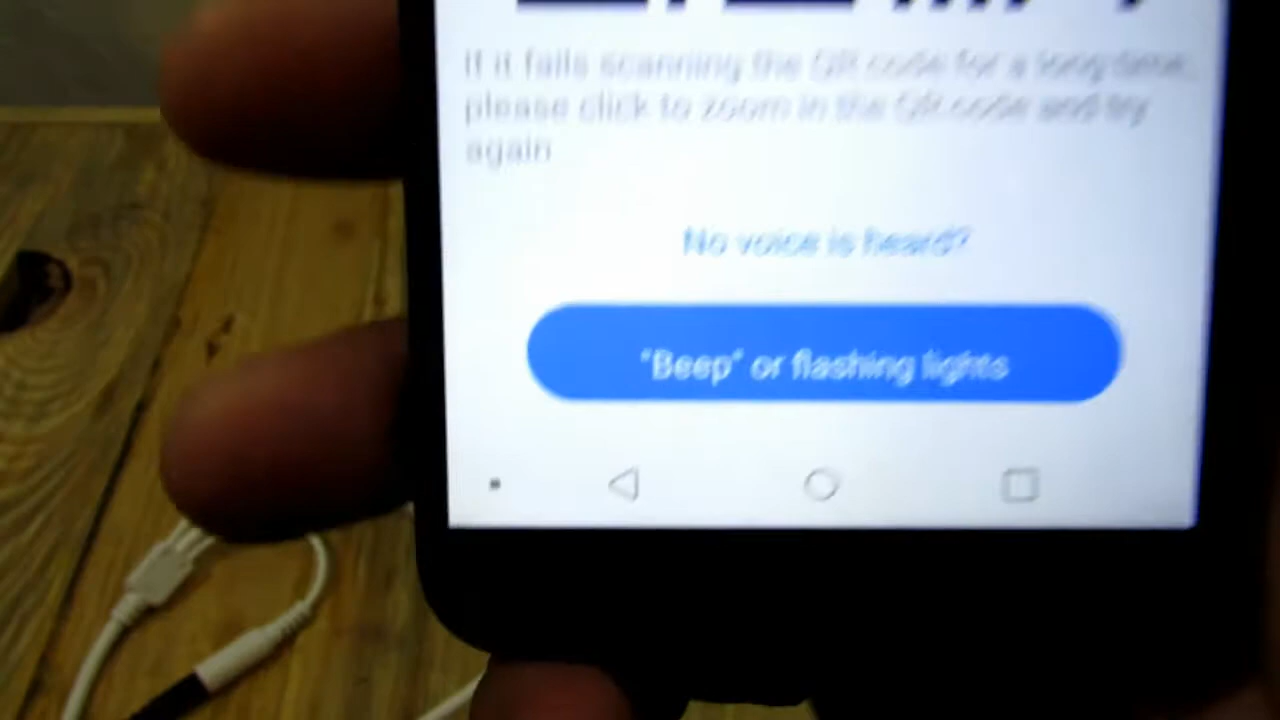 If it fails scanning the QR code for a long time,
please click to zoom in the QR code and try
again
No voice is heard?
"Beep" or flashing lights